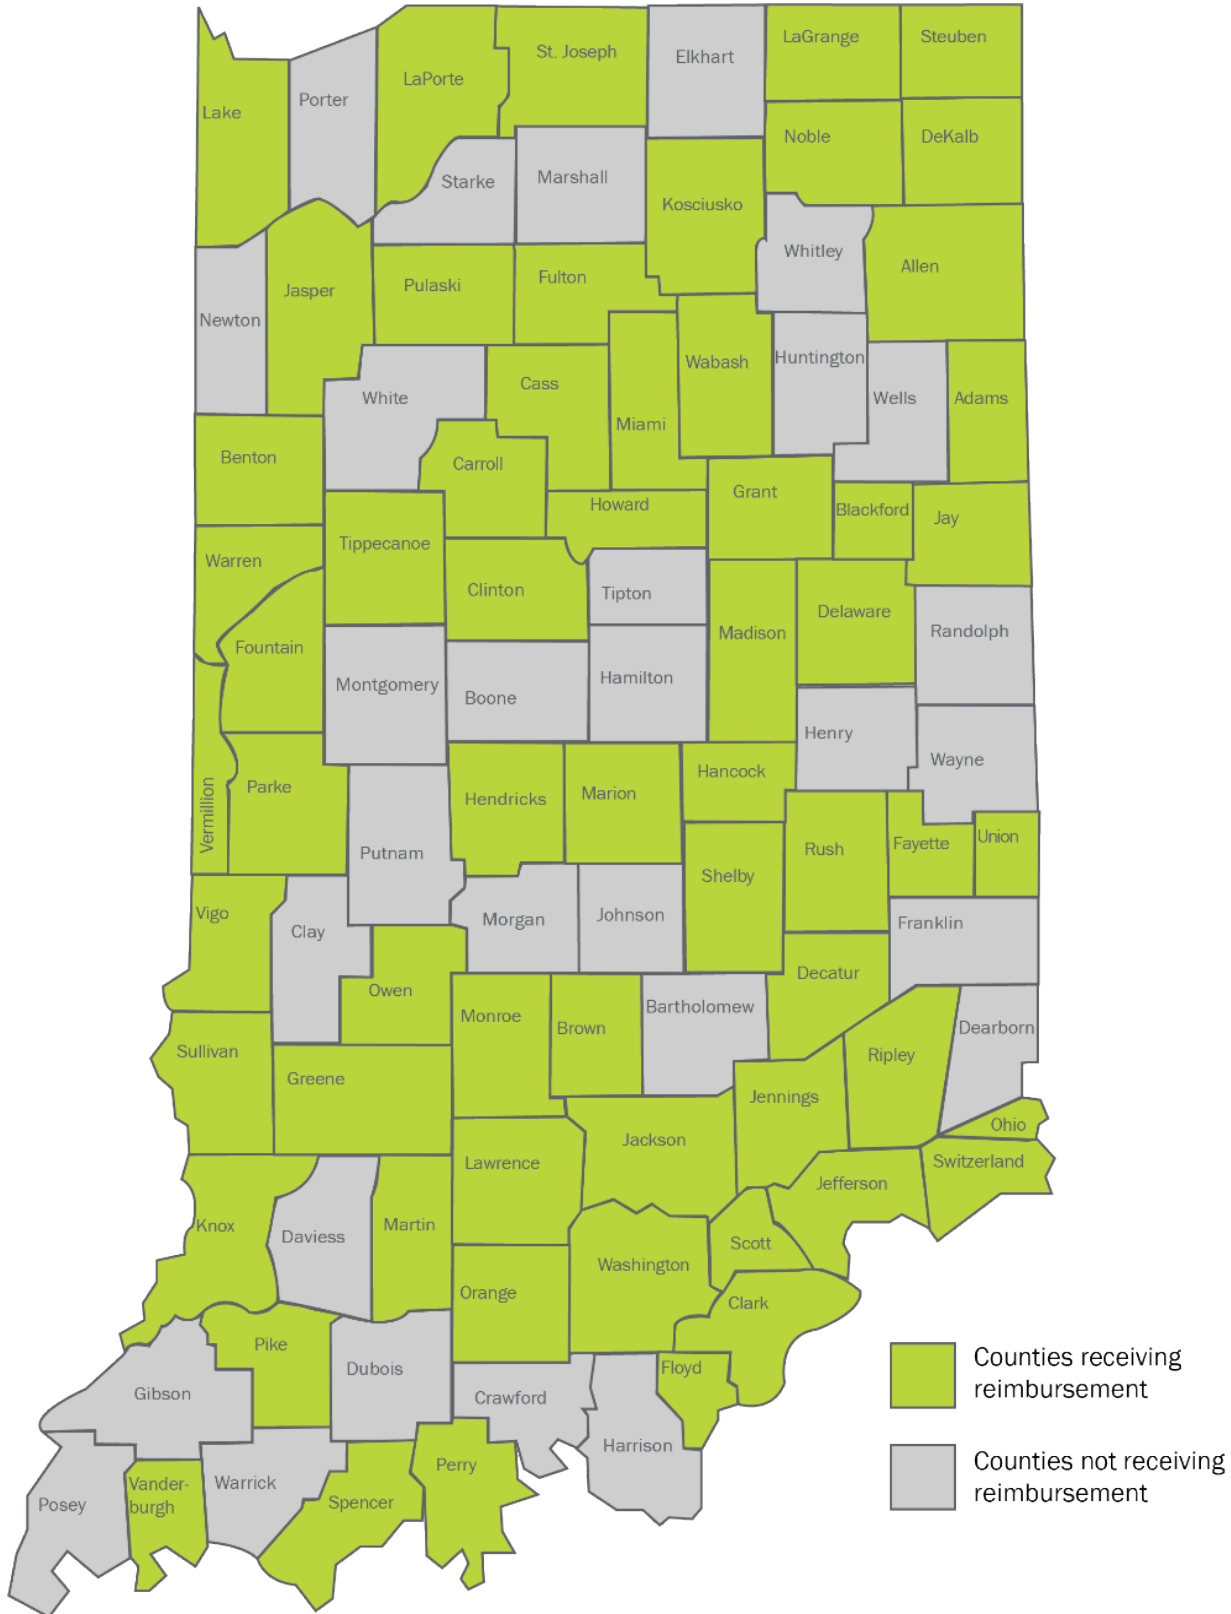 LaGrange
Steuben
St. Joseph
Elkhart
LaPorte
Porter
Lake
Noble
DeKalb
Starke
Marshall
Kosciusko
Whitley
Allen
Jasper
Pulaski
Fulton
Newton
Wabash
Huntington
White
Cass
Wells
Adams
Miami
Benton
Carroll
Grant
Howard
Blackford
Jay
Tippecanoe
Warren
Clinton
Tipton
Delaware
Madison
Randolph
Fountain
Montgomery
Boone
Hamilton
Henry
Wayne
Hancock
Parke
Vermillion
Hendricks
Marion
Putnam
Rush
Fayette
Union
Shelby
Vigo
Clay
Morgan
Johnson
Franklin
Owen
Decatur
Monroe
Brown
Bartholomew
Dearborn
Sullivan
Greene
Ripley
Jennings
Ohio
Jackson
Lawrence
Switzerland
Jefferson
Knox
Daviess
Martin
Scott
Washington
Orange
Clark
Pike
Dubois
Floyd
Gibson
Crawford
Harrison
Perry
Posey
Vander-
burgh
Warrick
Spencer
Counties receiving
reimbursement
Counties not receiving
reimbursement